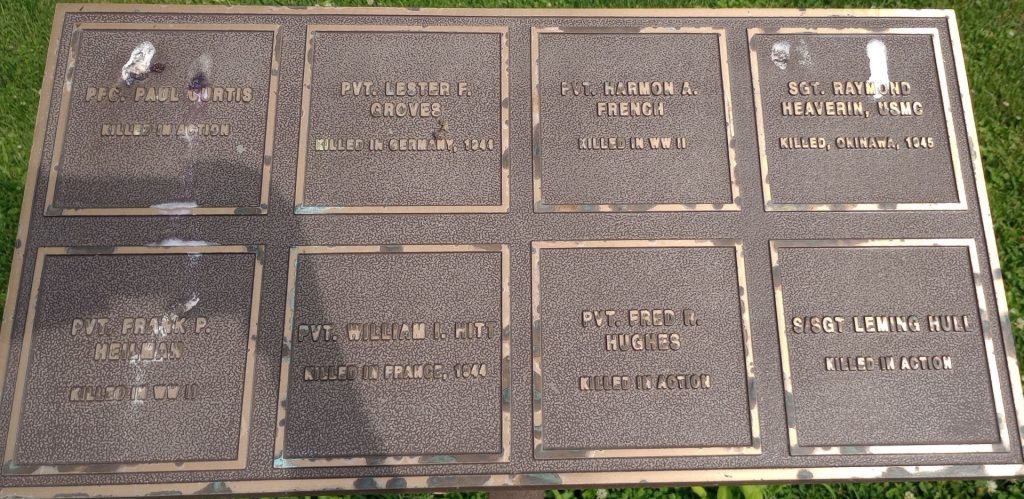 PFC. PAUL CURTIS
KILLED IN ACTION
PVT. LESTER F.
GROVES
KILLED IN GERMANY, 1944
PVT. HARMON A.
FRENCH
KILLED IN WW II
SGT. RAYMOND
HEAVERIN, USMC
KILLED, OKINAWA, 1945
PVT. FRANK P.
HEILMAN
KILLED IN WW II
PVT. WILLIAM I. HITT
KILLED IN FRANCE, 1944
PVT. FRED R.
HUGHES
KILLED IN ACTION
S/SGT LEMING HULL
KILLED IN ACTION